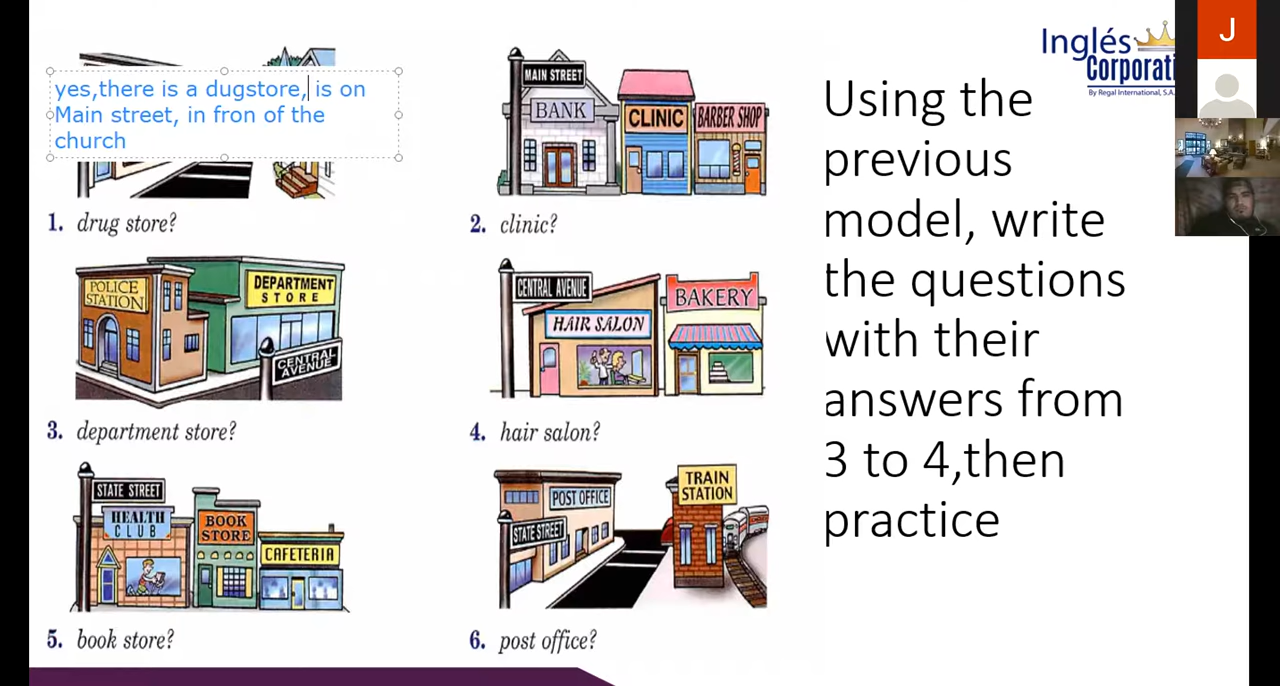 yes,there is a dugstore, is on
Main street, in fron of the
church
1. drug store?
MAIN STREET
BANK
CLINIC
BARBER SHOP
2. clinic?
POLICE
STATION
DEPARTMENT
STORE
CENTRAL
AVENUE
3. department store?
CENTRAL AVENUE
HAIR SALON
BAKERY
4. hair salon?
STATE STREET
HEALTH
CLUB
BOOK
STORE
CAFETERIA
5. book store?
POST OFFICE
STATE STREET
TRAIN
STATION
6. post office?
Using the
previous
model, write
the questions
with their
answers from
3 to 4,then
practice
Inglés
Corporati
By Regal International, S.A.
J